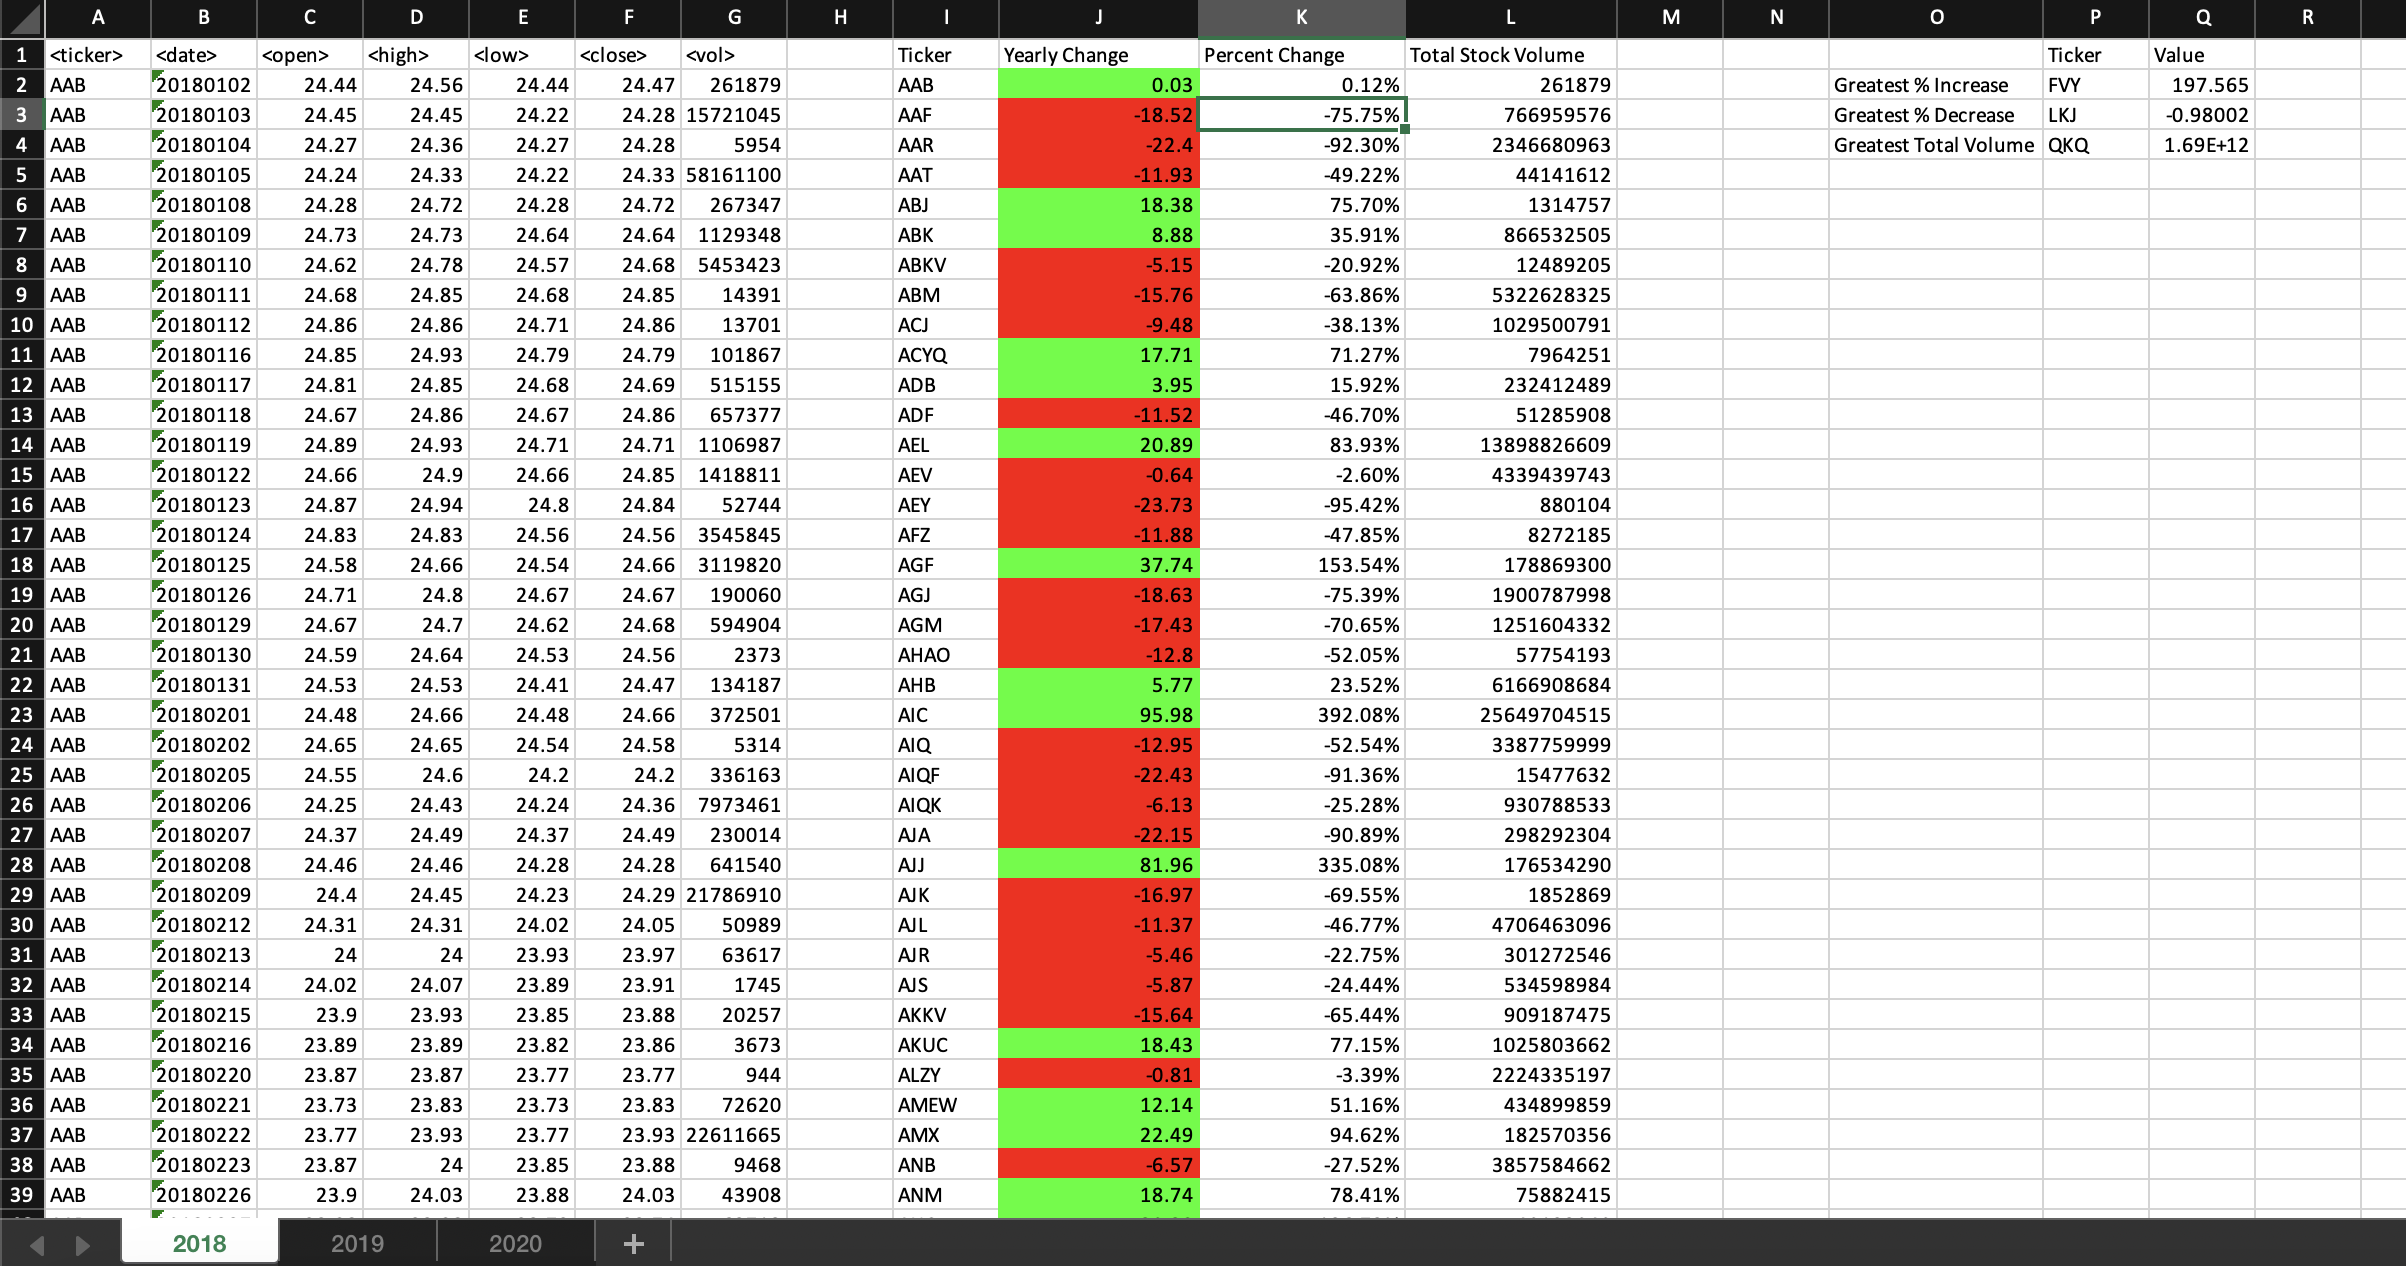 A B C D E F G H I J K L M N O P Q R
1 <ticker> <date> <open> <high> <low> <close> <vol> Ticker Yearly Change Percent Change Total Stock Volume Ticker Value
2 AAB 20180102 24.44 24.56 24.44 24.47 261879 AAB 0.03 0.12% 261879 Greatest % Increase FVY 197.565
3 AAB 20180103 24.45 24.45 24.22 24.28 15721045 AAF -18.52 -75.75% 766959576 Greatest % Decrease LKJ -0.98002
4 AAB 20180104 24.27 24.36 24.27 24.28 5954 AAR -22.4 -92.30% 2346680963 Greatest Total Volume QKQ 1.69E+12
5 AAB 20180105 24.24 24.33 24.22 24.33 58161100 AAT -11.93 -49.22% 44141612
6 AAB 20180108 24.28 24.72 24.28 24.72 267347 ABJ 18.38 75.70% 1314757
7 AAB 20180109 24.73 24.73 24.64 24.64 1129348 ABK 8.88 35.91% 866532505
8 AAB 20180110 24.62 24.78 24.57 24.68 5453423 ABKV -5.15 -20.92% 12489205
9 AAB 20180111 24.68 24.85 24.68 24.85 14391 ABM -15.76 -63.86% 5322628325
10 AAB 20180112 24.86 24.86 24.71 24.86 13701 ACJ -9.48 -38.13% 1029500791
11 AAB 20180116 24.85 24.93 24.79 24.79 101867 ACYQ 17.71 71.27% 7964251
12 AAB 20180117 24.81 24.85 24.68 24.69 515155 ADB 3.95 15.92% 232412489
13 AAB 20180118 24.67 24.86 24.67 24.86 657377 ADF -11.52 -46.70% 51285908
14 AAB 20180119 24.89 24.93 24.71 24.71 1106987 AEL 20.89 83.93% 13898826609
15 AAB 20180122 24.66 24.9 24.66 24.85 1418811 AEV -0.64 -2.60% 4339439743
16 AAB 20180123 24.87 24.94 24.8 24.84 52744 AEY -23.73 -95.42% 880104
17 AAB 20180124 24.83 24.83 24.56 24.56 3545845 AFZ -11.88 -47.85% 8272185
18 AAB 20180125 24.58 24.66 24.54 24.66 3119820 AGF 37.74 153.54% 178869300
19 AAB 20180126 24.71 24.8 24.67 24.67 190060 AGJ -18.63 -75.39% 1900787998
20 AAB 20180129 24.67 24.7 24.62 24.68 594904 AGM -17.43 -70.65% 1251604332
21 AAB 20180130 24.59 24.64 24.53 24.56 2373 AHAO -12.8 -52.05% 57754193
22 AAB 20180131 24.53 24.53 24.41 24.47 134187 AHB 5.77 23.52% 6166908684
23 AAB 20180201 24.48 24.66 24.48 24.66 372501 AIC 95.98 392.08% 25649704515
24 AAB 20180202 24.65 24.65 24.54 24.58 5314 AIQ -12.95 -52.54% 3387759999
25 AAB 20180205 24.55 24.6 24.2 24.2 336163 AIQF -22.43 -91.36% 15477632
26 AAB 20180206 24.25 24.43 24.24 24.36 7973461 AIQK -6.13 -25.28% 930788533
27 AAB 20180207 24.37 24.49 24.37 24.49 230014 AJA -22.15 -90.89% 298292304
28 AAB 20180208 24.46 24.46 24.28 24.28 641540 AJJ 81.96 335.08% 176534290
29 AAB 20180209 24.4 24.45 24.23 24.29 21786910 AJK -16.97 -69.55% 1852869
30 AAB 20180212 24.31 24.31 24.02 24.05 50989 AJL -11.37 -46.77% 4706463096
31 AAB 20180213 24 24 23.93 23.97 63617 AJR -5.46 -22.75% 301272546
32 AAB 20180214 24.02 24.07 23.89 23.91 1745 AJS -5.87 -24.44% 534598984
33 AAB 20180215 23.9 23.93 23.85 23.88 20257 AKKV -15.64 -65.44% 909187475
34 AAB 20180216 23.89 23.89 23.82 23.86 3673 AKUC 18.43 77.15% 1025803662
35 AAB 20180220 23.87 23.87 23.77 23.77 944 ALZY -0.81 -3.39% 2224335197
36 AAB 20180221 23.73 23.83 23.73 23.83 72620 AMEW 12.14 51.16% 434899859
37 AAB 20180222 23.77 23.93 23.77 23.93 22611665 AMX 22.49 94.62% 182570356
38 AAB 20180223 23.87 24 23.85 23.88 9468 ANB -6.57 -27.52% 3857584662
39 AAB 20180226 23.9 24.03 23.88 24.03 43908 ANM 18.74 78.41% 75882415
2018 2019 2020 +